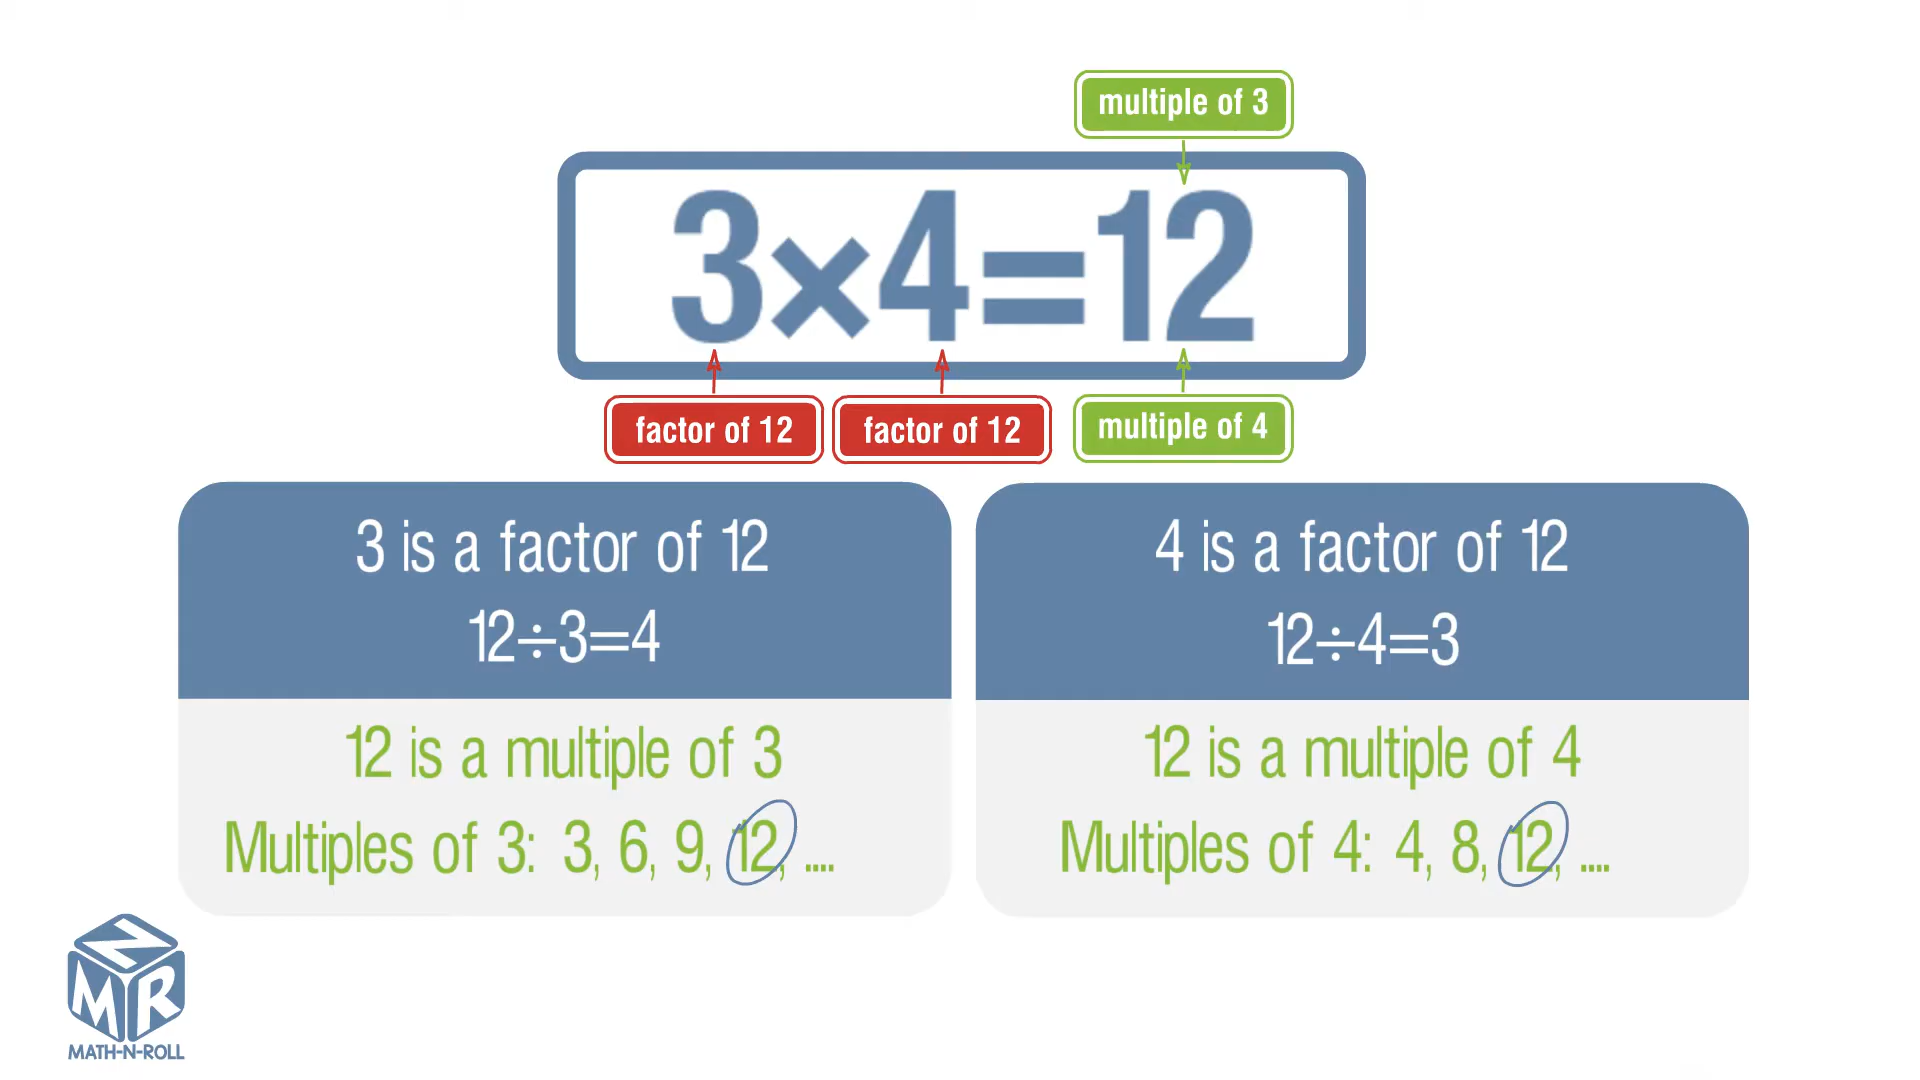 multiple of 3
3×4=12
factor of 12
factor of 12
multiple of 4
3 is a factor of 12
12÷3=4
12 is a multiple of 3
Multiples of 3: 3, 6, 9, 12, ....
4 is a factor of 12
12÷4=3
12 is a multiple of 4
Multiples of 4: 4, 8, 12, ....
N
M R
MATH-N-ROLL